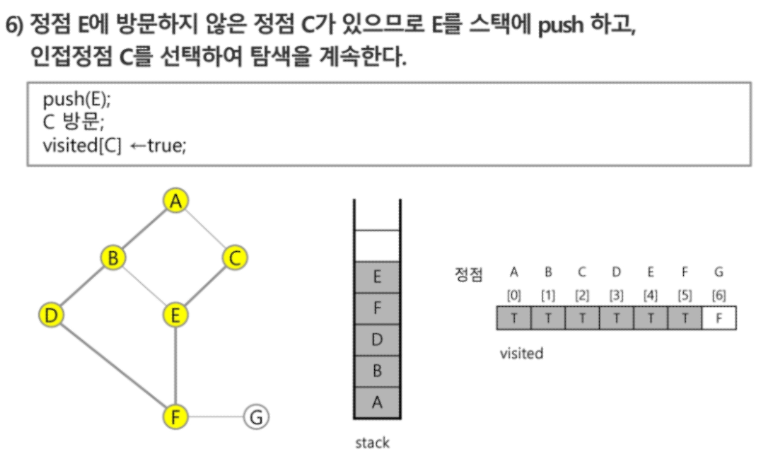 6) 정점 E에 방문하지 않은 정점 C가 있으므로 E를 스택에 push 하고,
인접정점 C를 선택하여 탐색을 계속한다.
push(E);
C 방문;
visited[C] ←true;
A
B
C
D
E
F
G
E
F
D
B
A
stack
정점 A B C D E F G
[0] [1] [2] [3] [4] [5] [6]
T T T T T T F
visited